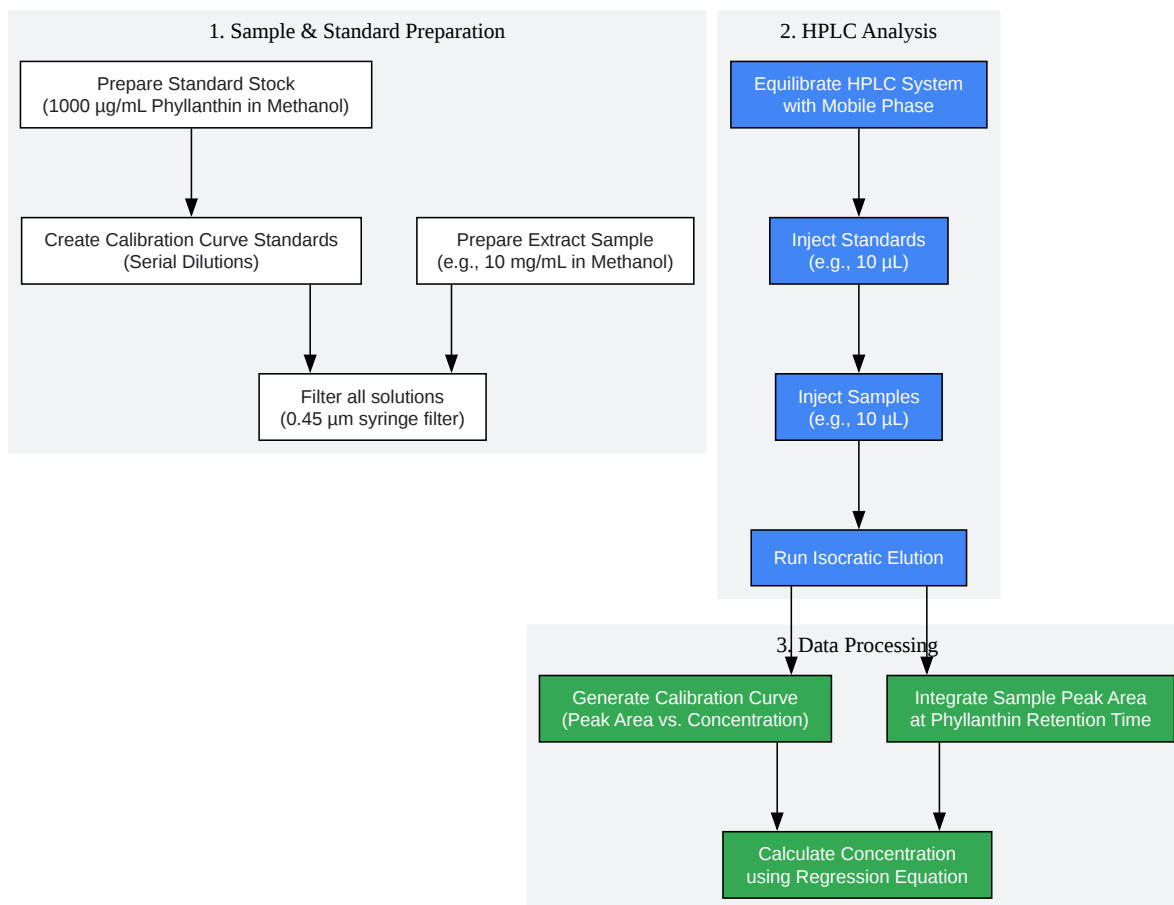 1. Sample & Standard Preparation
Prepare Standard Stock
(1000 µg/mL Phyllanthin in Methanol)
Create Calibration Curve Standards
(Serial Dilutions)
Prepare Extract Sample
(e.g., 10 mg/mL in Methanol)
Filter all solutions
(0.45 µm syringe filter)
2. HPLC Analysis
Equilibrate HPLC System
with Mobile Phase
Inject Standards
(e.g., 10 µL)
Inject Samples
(e.g., 10 µL)
Run Isocratic Elution
3. Data Processing
Generate Calibration Curve
(Peak Area vs. Concentration)
Integrate Sample Peak Area
at Phyllanthin Retention Time
Calculate Concentration
using Regression Equation